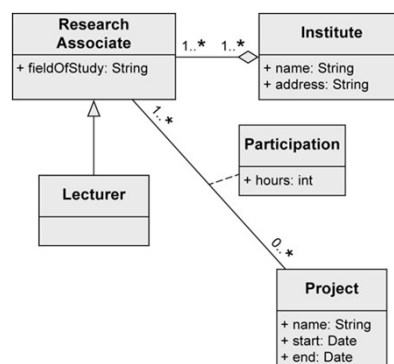 Research
Associate
+ fieldOfStudy: String
1..*
1..*
Institute
+ name: String
+ address: String
1..*
Participation
+ hours: int
Lecturer
0..*
Project
+ name: String
+ start: Date
+ end: Date